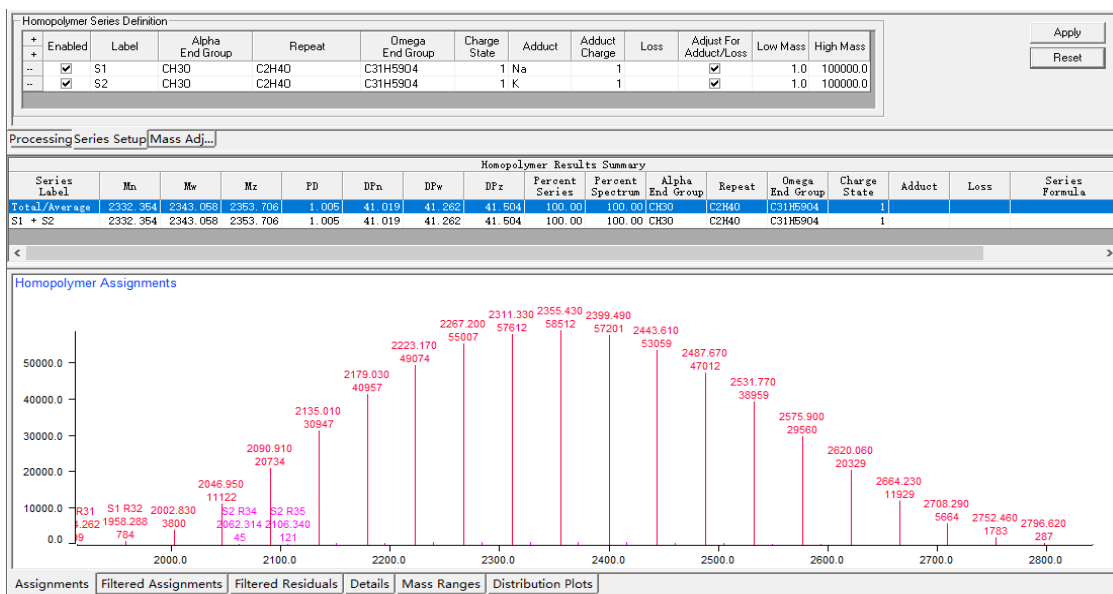 Homopolymer Series Definition
+ + Enabled Label Alpha End Group Repeat Omega End Group Charge State Adduct Adduct Charge Loss Adjust For Adduct/Loss Low Mass High Mass
-- S1 CH3O C2H4O C31H59O4 1 Na 1 1.0 100000.0
-- S2 CH3O C2H4O C31H59O4 1 K 1 1.0 100000.0
Apply
Reset
Processing Series Setup Mass Adj...
Homopolymer Results Summary
Series Label Mn Mw Mz PD DPn DPw DPz Percent Series Percent Spectrum Alpha End Group Repeat Omega End Group Charge State Adduct Loss Series Formula
Total/Average 2332.354 2343.058 2353.706 1.005 41.019 41.262 41.504 100.00 100.00 CH3O C2H4O C31H59O4 1
S1 + S2 2332.354 2343.058 2353.706 1.005 41.019 41.262 41.504 100.00 100.00 CH3O C2H4O C31H59O4 1
Homopolymer Assignments
2355.430
58512
2311.330
57612
2399.490
57201
2267.200
55007
2443.610
53059
2223.170
49074
2487.670
47012
2179.030
40957
2531.770
38959
2135.010
30947
2575.900
29560
2090.910
20734
2620.060
20329
2046.950
11122
2664.230
11929
R31 S1 R32 2002.830 S2 R34 S2 R35 2708.290
.262 1958.288 3800 2062.314 2106.340 5664
784 45 121
2752.460
1783
2796.620
287
50000.0
40000.0
30000.0
20000.0
10000.0
0.0
2000.0 2100.0 2200.0 2300.0 2400.0 2500.0 2600.0 2700.0 2800.0
Assignments Filtered Assignments Filtered Residuals Details Mass Ranges Distribution Plots